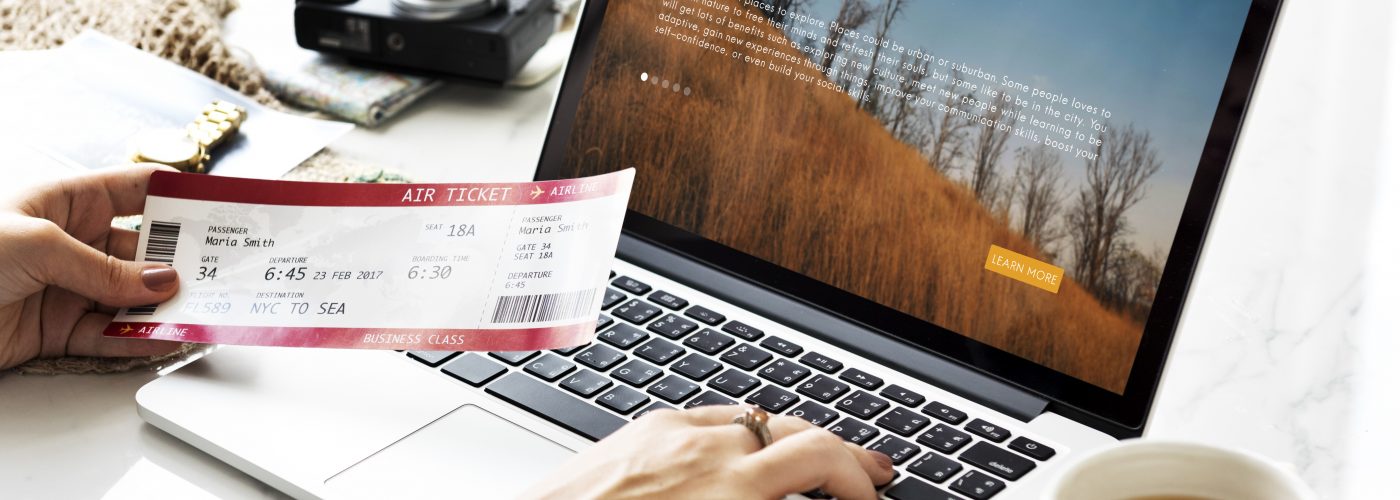 places to explore. Places could be urban or suburban. Some people loves to
nature to free their minds and refresh their souls, but some like to be in the city. You
will get lots of benefits such as exploring new culture, meet new people while learning to be
adaptive, gain new experiences through things, improve your communication skills, boost your
self-confidence, or even build your social skills.
LEARN MORE
AIR TICKET AIRLINE
PASSENGER
Maria Smith
SEAT 18A
GATE
34
DEPARTURE
6:45 23 FEB 2017
BOARDING TIME
6:30
FLIGHT NO.
FL589
DESTINATION
NYC TO SEA
PASSENGER
Maria Smith
GATE 34
SEAT 18A
DEPARTURE
6:45
AIRLINE
BUSINESS CLASS